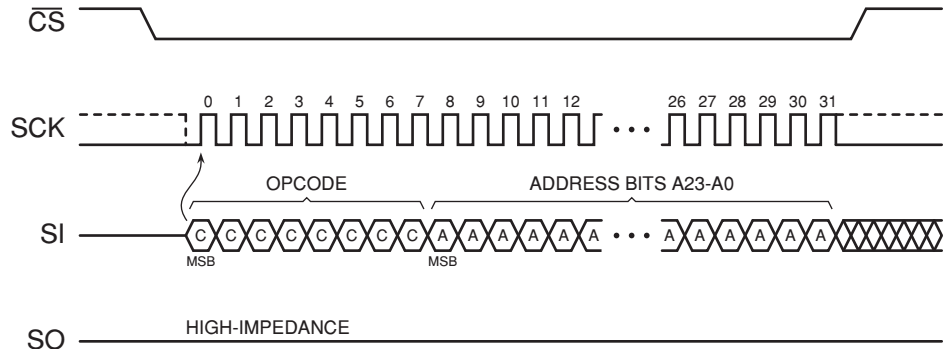 CS
0 1 2 3 4 5 6 7 8 9 10 11 12 26 27 28 29 30 31
SCK
OPCODE ADDRESS BITS A23-A0
SI C C C C C C C C A A A A A A A A A A A A
MSB MSB
HIGH-IMPEDANCE
SO